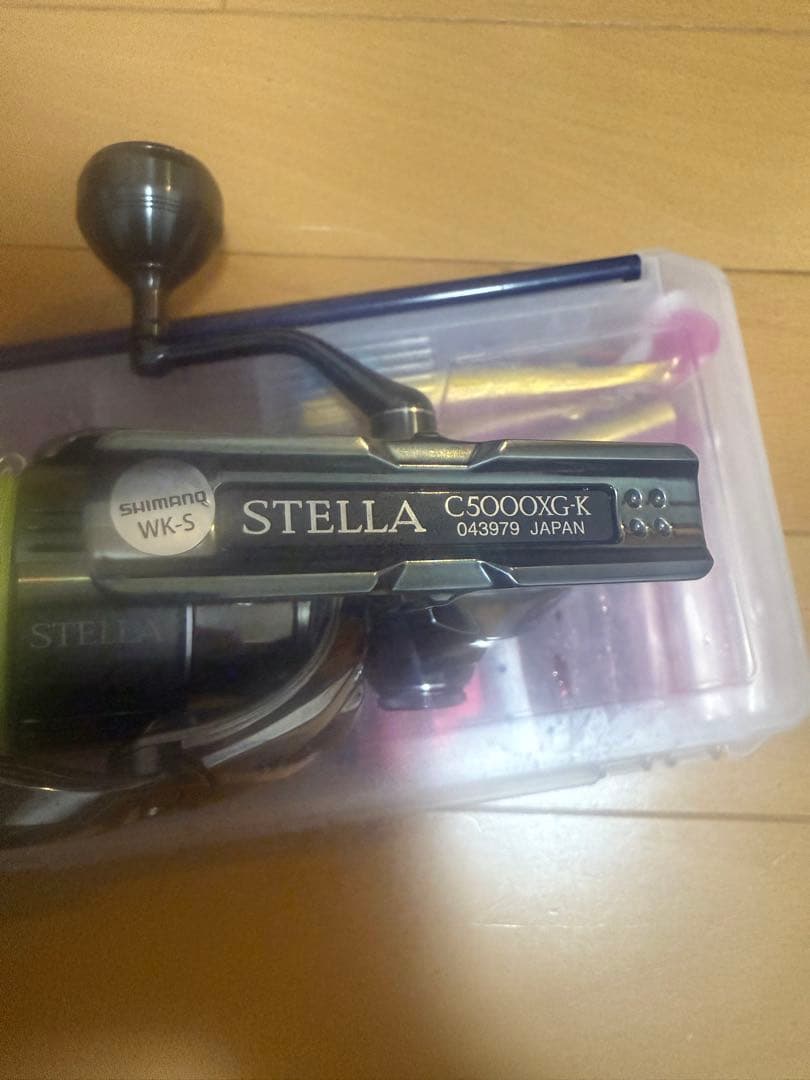 SHIMANO
WK-S
STELLA C5000XG-K
043979 JAPAN
STELLA